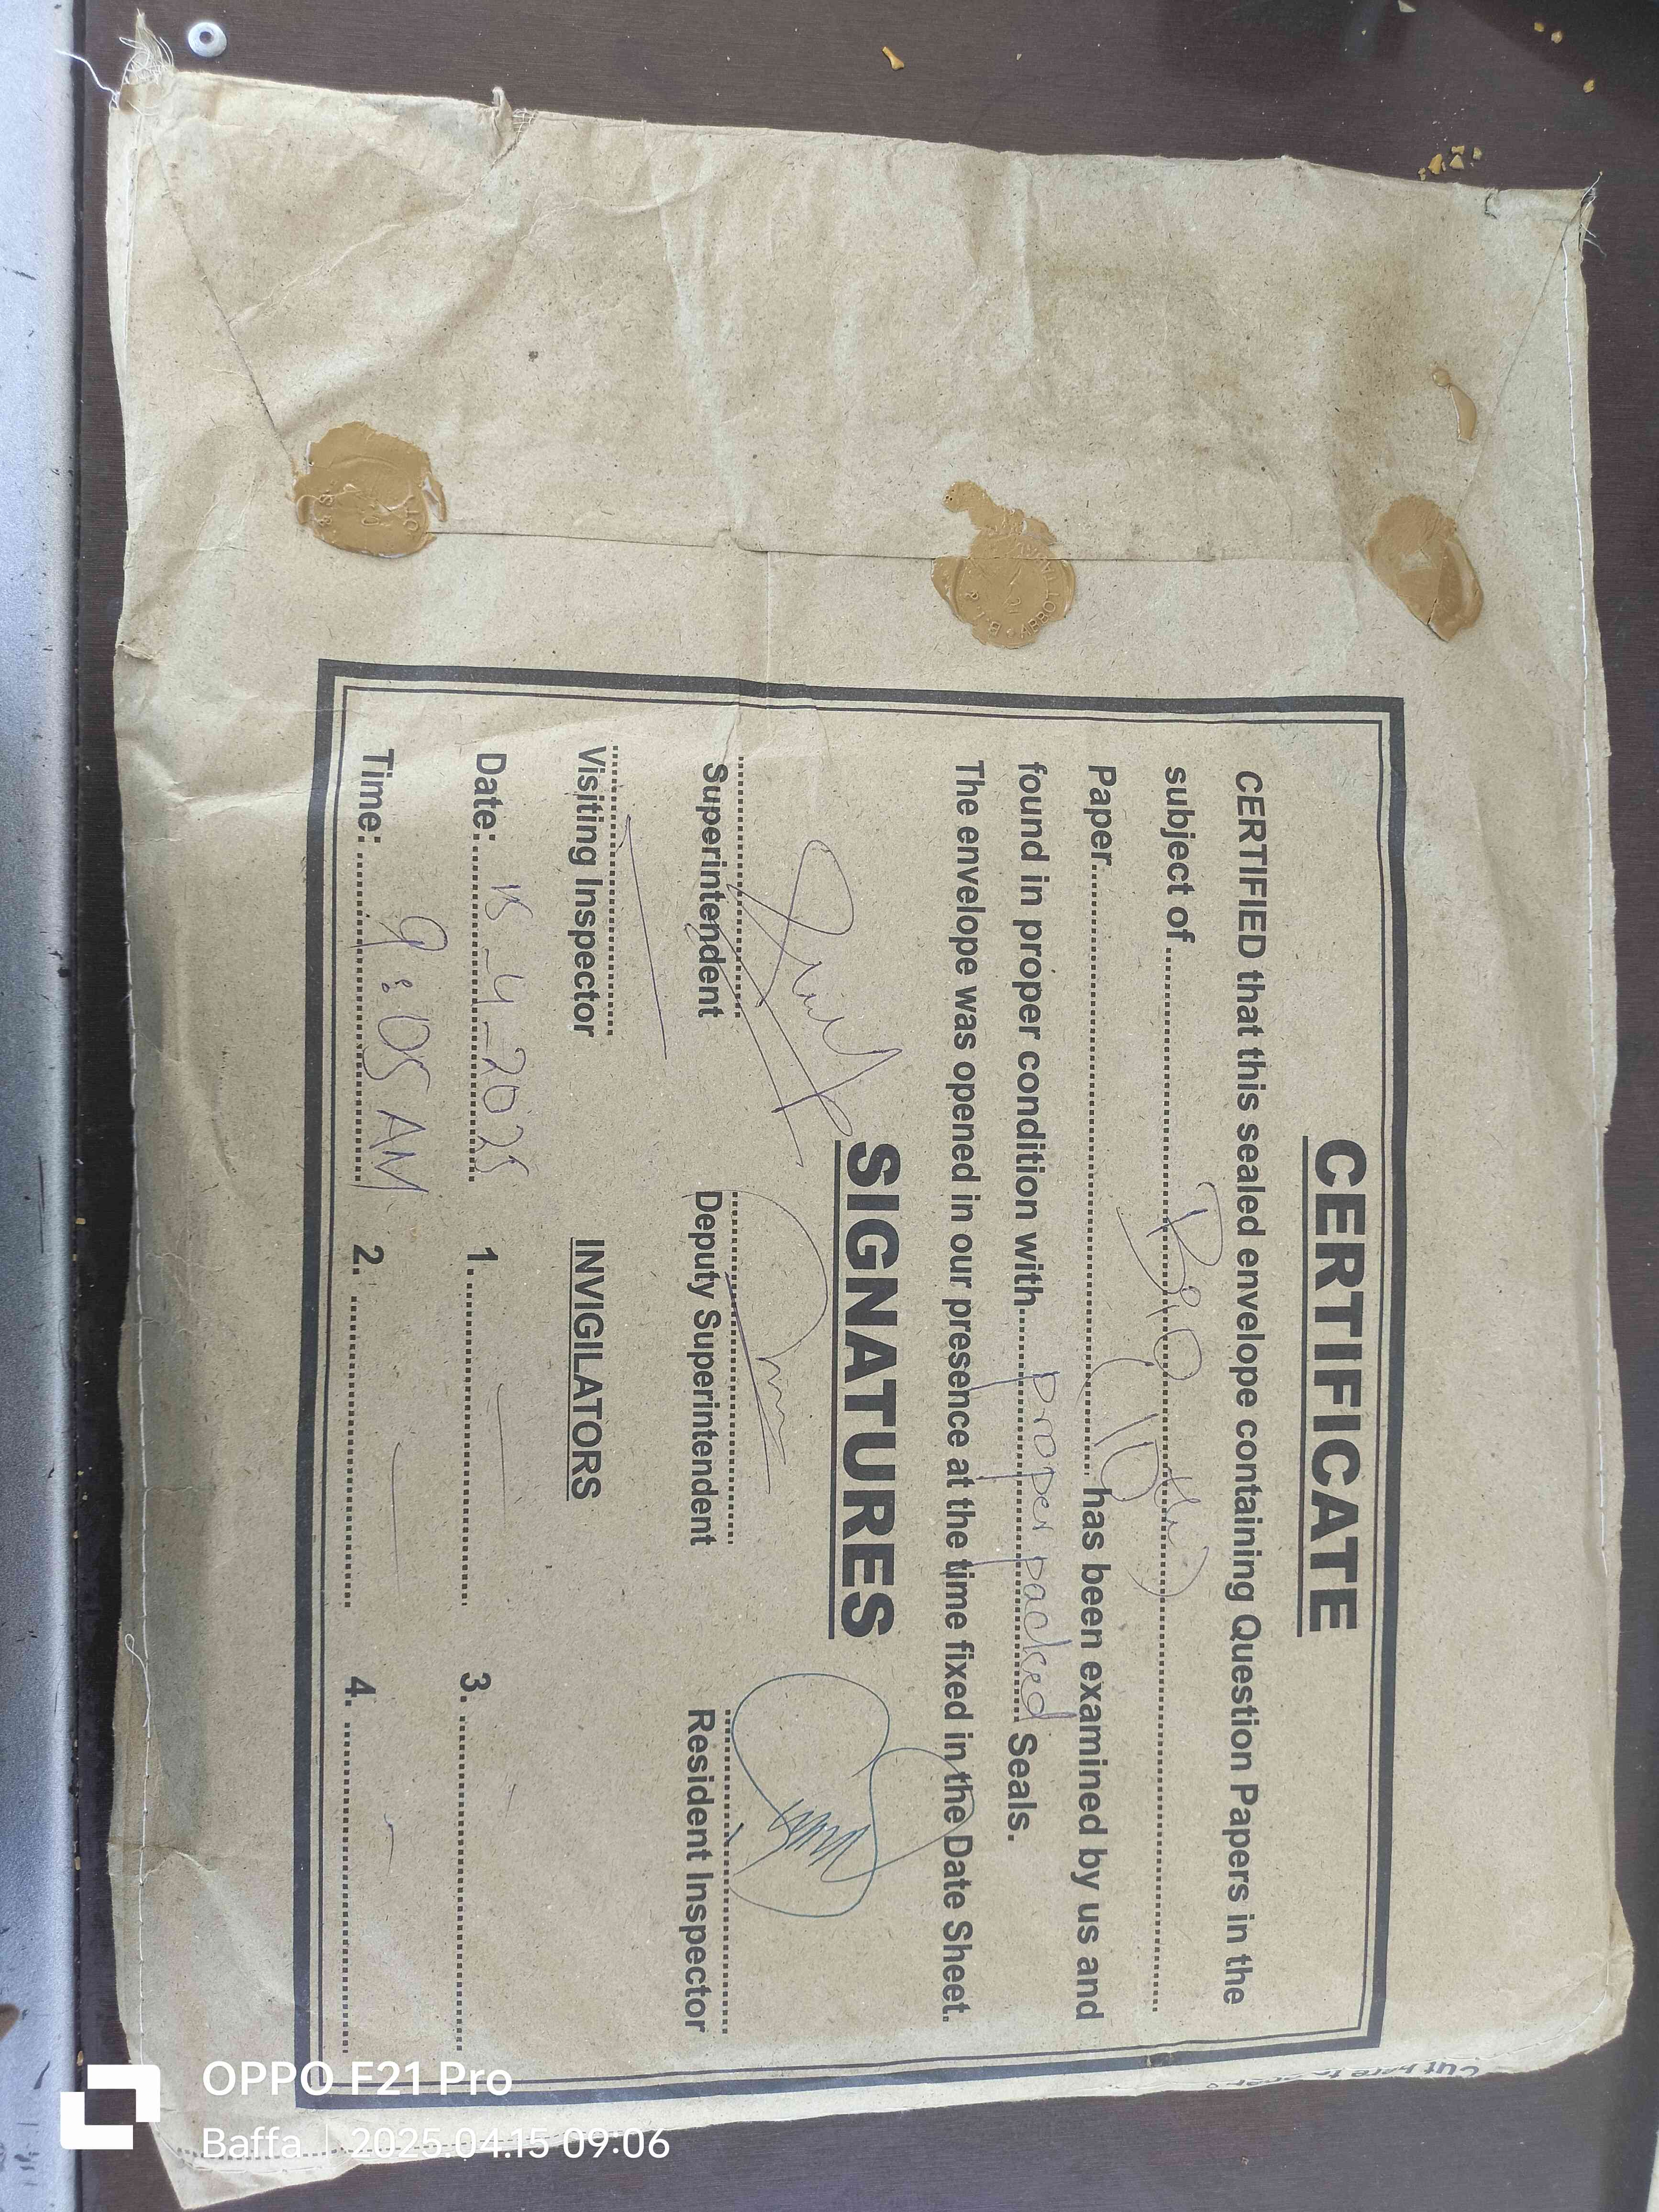 CERTIFICATE
CERTIFIED that this sealed envelope containing Question Papers in the
subject of ........ Bio (10th) ........
Paper................ has been examined by us and
found in proper condition with........ proper packed ........ Seals.
The envelope was opened in our presence at the time fixed in the Date Sheet.
SIGNATURES
Superintendent Deputy Superintendent Resident Inspector
Visiting Inspector INVIGILATORS
Date: 15-4-2025 1. ........ 3. ........
Time: 9:05 AM 2. ........ 4. ........
Cut here to
OPPO F21 Pro
Baffa | 2025.04.15 09:06